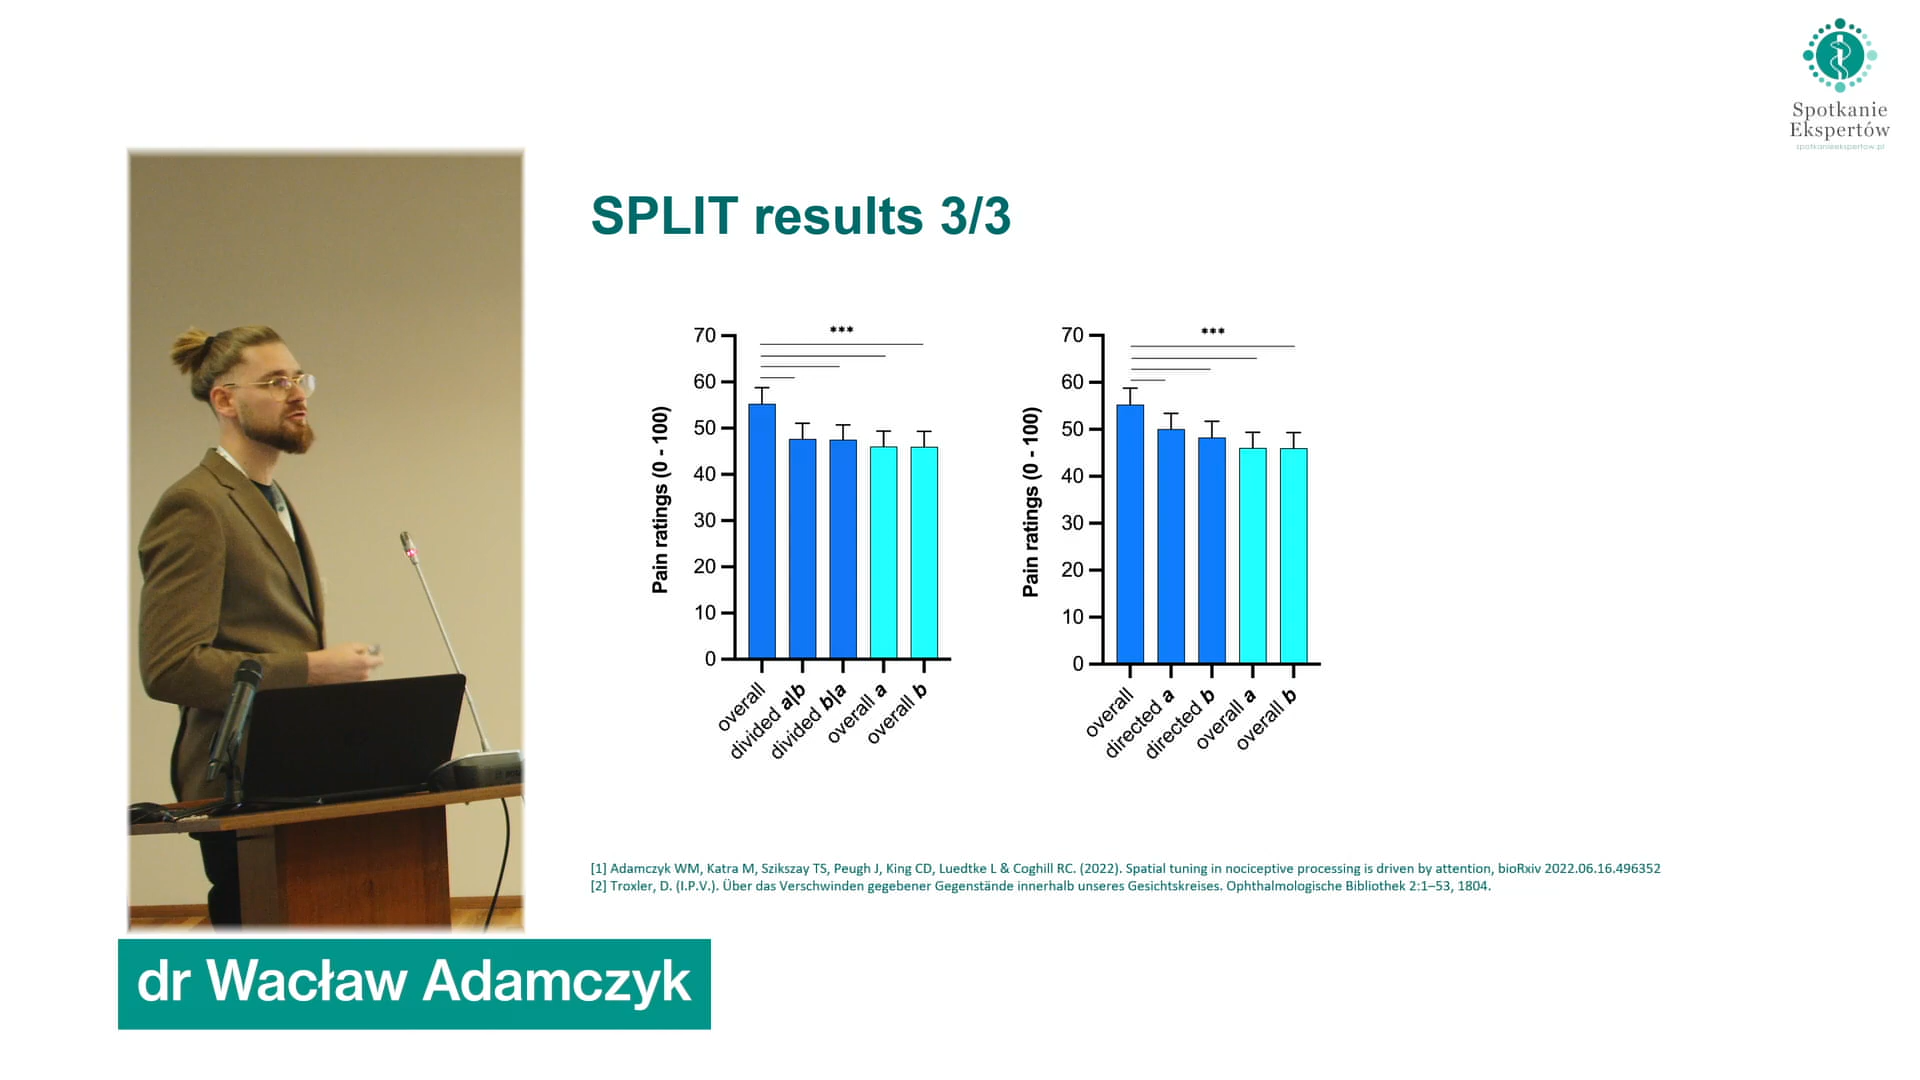 Spotkanie
Ekspertów
spotkanieekspertow.pl
SPLIT results 3/3
***
70
60
50
40
30
20
10
0
Pain ratings (0 - 100)
overall
divided a|b
divided b|a
overall a
overall b
***
70
60
50
40
30
20
10
0
Pain ratings (0 - 100)
overall
directed a
directed b
overall a
overall b
[1] Adamczyk WM, Katra M, Szikszay TS, Peugh J, King CD, Luedtke L & Coghill RC. (2022). Spatial tuning in nociceptive processing is driven by attention, bioRxiv 2022.06.16.496352
[2] Troxler, D. (I.P.V.). Über das Verschwinden gegebener Gegenstände innerhalb unseres Gesichtskreises. Ophthalmologische Bibliothek 2:1–53, 1804.
dr Wacław Adamczyk